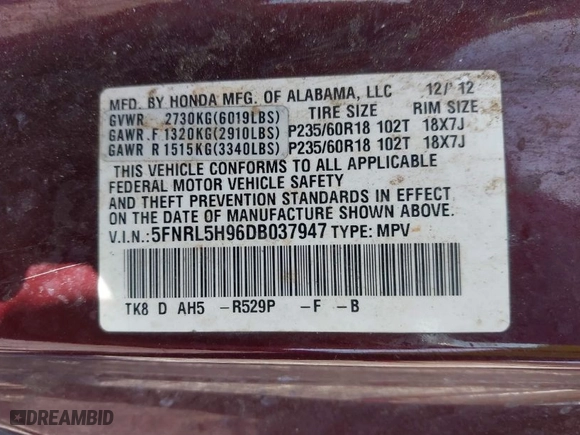 MFD. BY HONDA MFG. OF ALABAMA, LLC 12/'12
GVWR 2730KG(6019LBS) TIRE SIZE RIM SIZE
GAWR F 1320KG(2910LBS) P235/60R18 102T 18X7J
GAWR R 1515KG(3340LBS) P235/60R18 102T 18X7J
THIS VEHICLE CONFORMS TO ALL APPLICABLE
FEDERAL MOTOR VEHICLE SAFETY
AND THEFT PREVENTION STANDARDS IN EFFECT
ON THE DATE OF MANUFACTURE SHOWN ABOVE.
V.I.N.: 5FNRL5H96DB037947 TYPE: MPV
TK8 D AH5 -R529P -F -B
DREAMBID